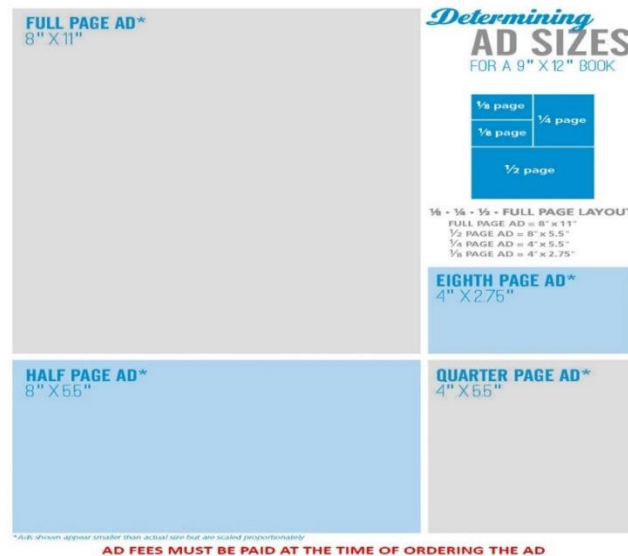 FULL PAGE AD*
8" X 11"
Determining
AD SIZES
FOR A 9" X 12" BOOK
⅛ page
¼ page
⅛ page
½ page
⅛ - ¼ - ½ - FULL PAGE LAYOUT
FULL PAGE AD = 8" x 11"
½ PAGE AD = 8" x 5.5"
¼ PAGE AD = 4" x 5.5"
⅛ PAGE AD = 4" x 2.75"
EIGHTH PAGE AD*
4" X 2.75"
HALF PAGE AD*
8" X 5.5"
QUARTER PAGE AD*
4" X 5.5"
*Ads shown appear smaller than actual size but are scaled proportionately
AD FEES MUST BE PAID AT THE TIME OF ORDERING THE AD